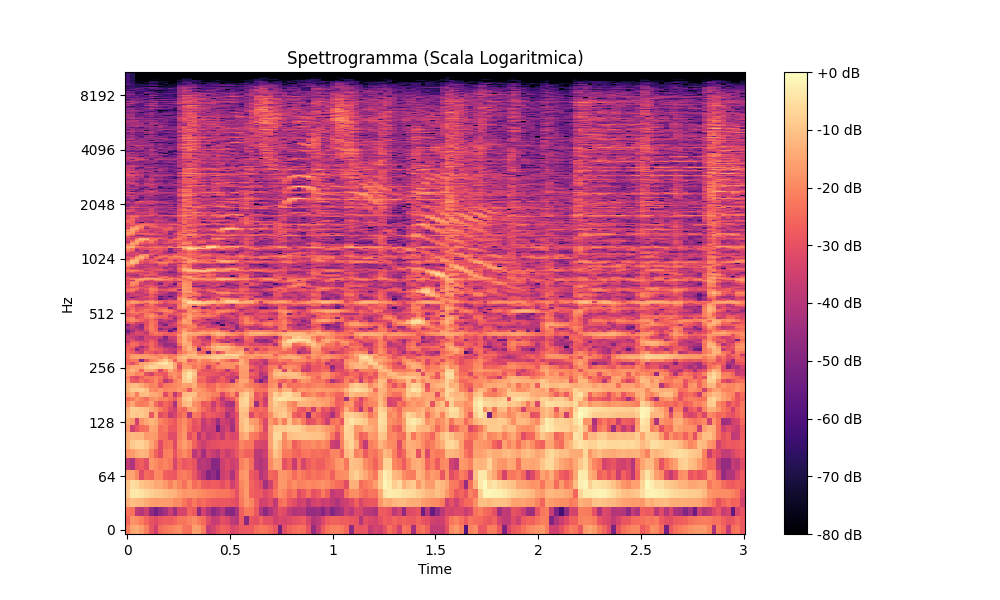 Spettrogramma (Scala Logaritmica)
+0 dB
8192
-10 dB
4096
-20 dB
2048
-30 dB
1024
Hz
-40 dB
512
-50 dB
256
-60 dB
128
-70 dB
64
0
-80 dB
0 0.5 1 1.5 2 2.5 3
Time